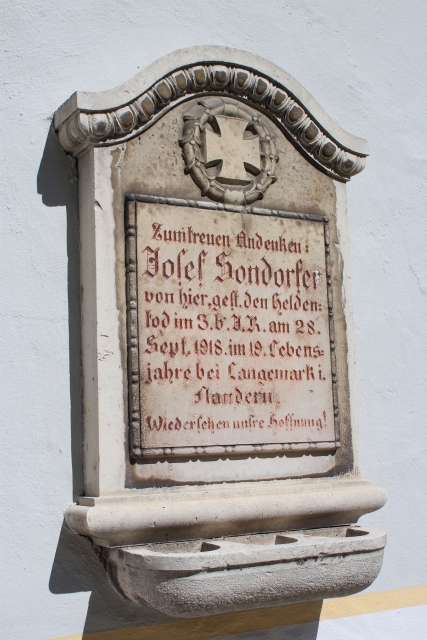 Zum treuen Andenken:
Josef Sondorfer
von hier, gest. den Helden-
tod im 3. b. J. R. am 28.
Sept. 1918. im 19. Lebens-
jahre bei Langemark i.
Flandern.
Wiedersehen unsre Hoffnung!